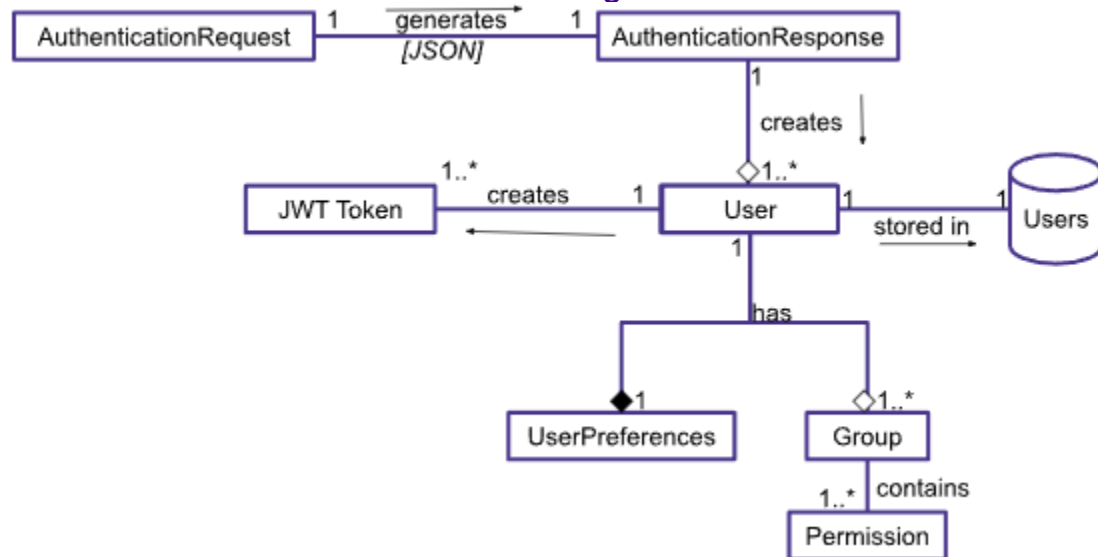 1
generates
1
AuthenticationRequest
[JSON]
AuthenticationResponse
1
creates
1..*
1..*
JWT Token
creates
1
User
1
stored in
1
Users
1
has
1
1..*
UserPreferences
Group
1..*
contains
Permission